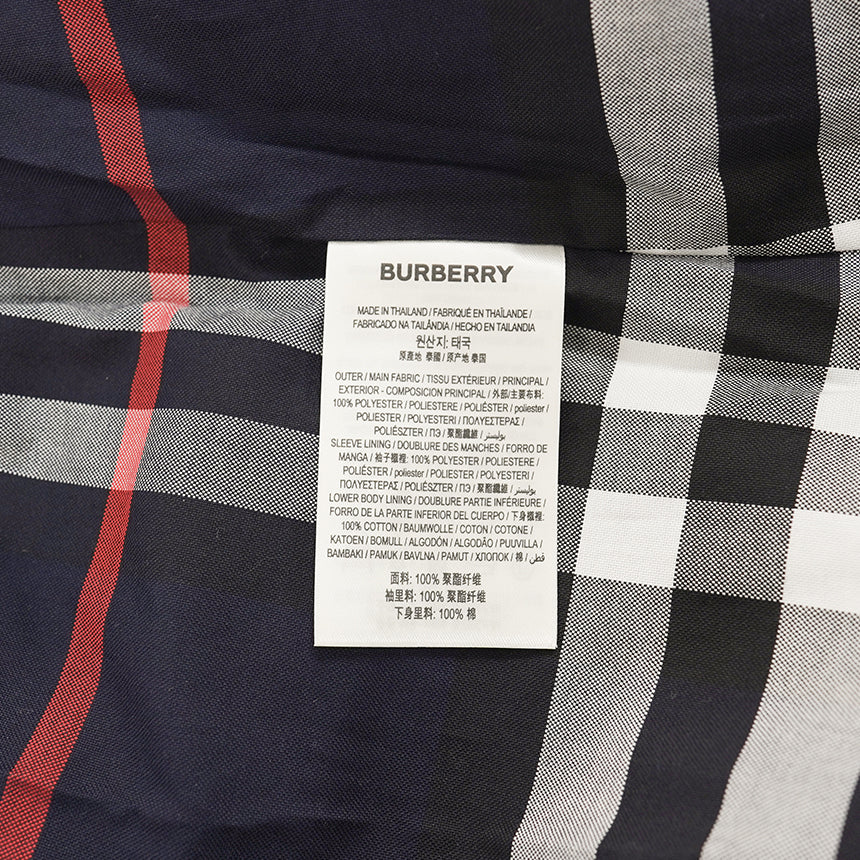 BURBERRY
MADE IN THAILAND / FABRIQUÉ EN THAÏLANDE /
FABRICADO NA TAILÂNDIA / HECHO EN TAILANDIA
원산지: 태국
原產地 泰國 / 原产地 泰国
OUTER / MAIN FABRIC / TISSU EXTÉRIEUR / PRINCIPAL /
EXTERIOR - COMPOSICION PRINCIPAL / 外部/主要布料:
100% POLYESTER / POLIESTERE / POLIÉSTER / poliester /
POLJESTER / POLYESTERI / ΠΟΛΥΕΣΤΕΡΑΣ /
POLIÉSZTER / ПЭ / 聚酯纖維 / بوليستر
SLEEVE LINING / DOUBLURE DES MANCHES / FORRO DE
MANGA / 袖子襯裡: 100% POLYESTER / POLIESTERE /
POLIÉSTER / poliester / POLJESTER / POLYESTERI /
ΠΟΛΥΕΣΤΕΡΑΣ / POLIÉSZTER / ПЭ / 聚酯纖維 / بوليستر
LOWER BODY LINING / DOUBLURE PARTIE INFÉRIEURE /
FORRO DE LA PARTE INFERIOR DEL CUERPO / 下身襯裡:
100% COTTON / BAUMWOLLE / COTON / COTONE /
KATOEN / BOMULL / ALGODÓN / ALGODÃO / PUUVILLA /
BAMBAKI / PAMUK / BAVLNA / PAMUT / ХЛОПОК / 棉 / قطن
面料: 100% 聚酯纤维
袖里料: 100% 聚酯纤维
下身里料: 100% 棉